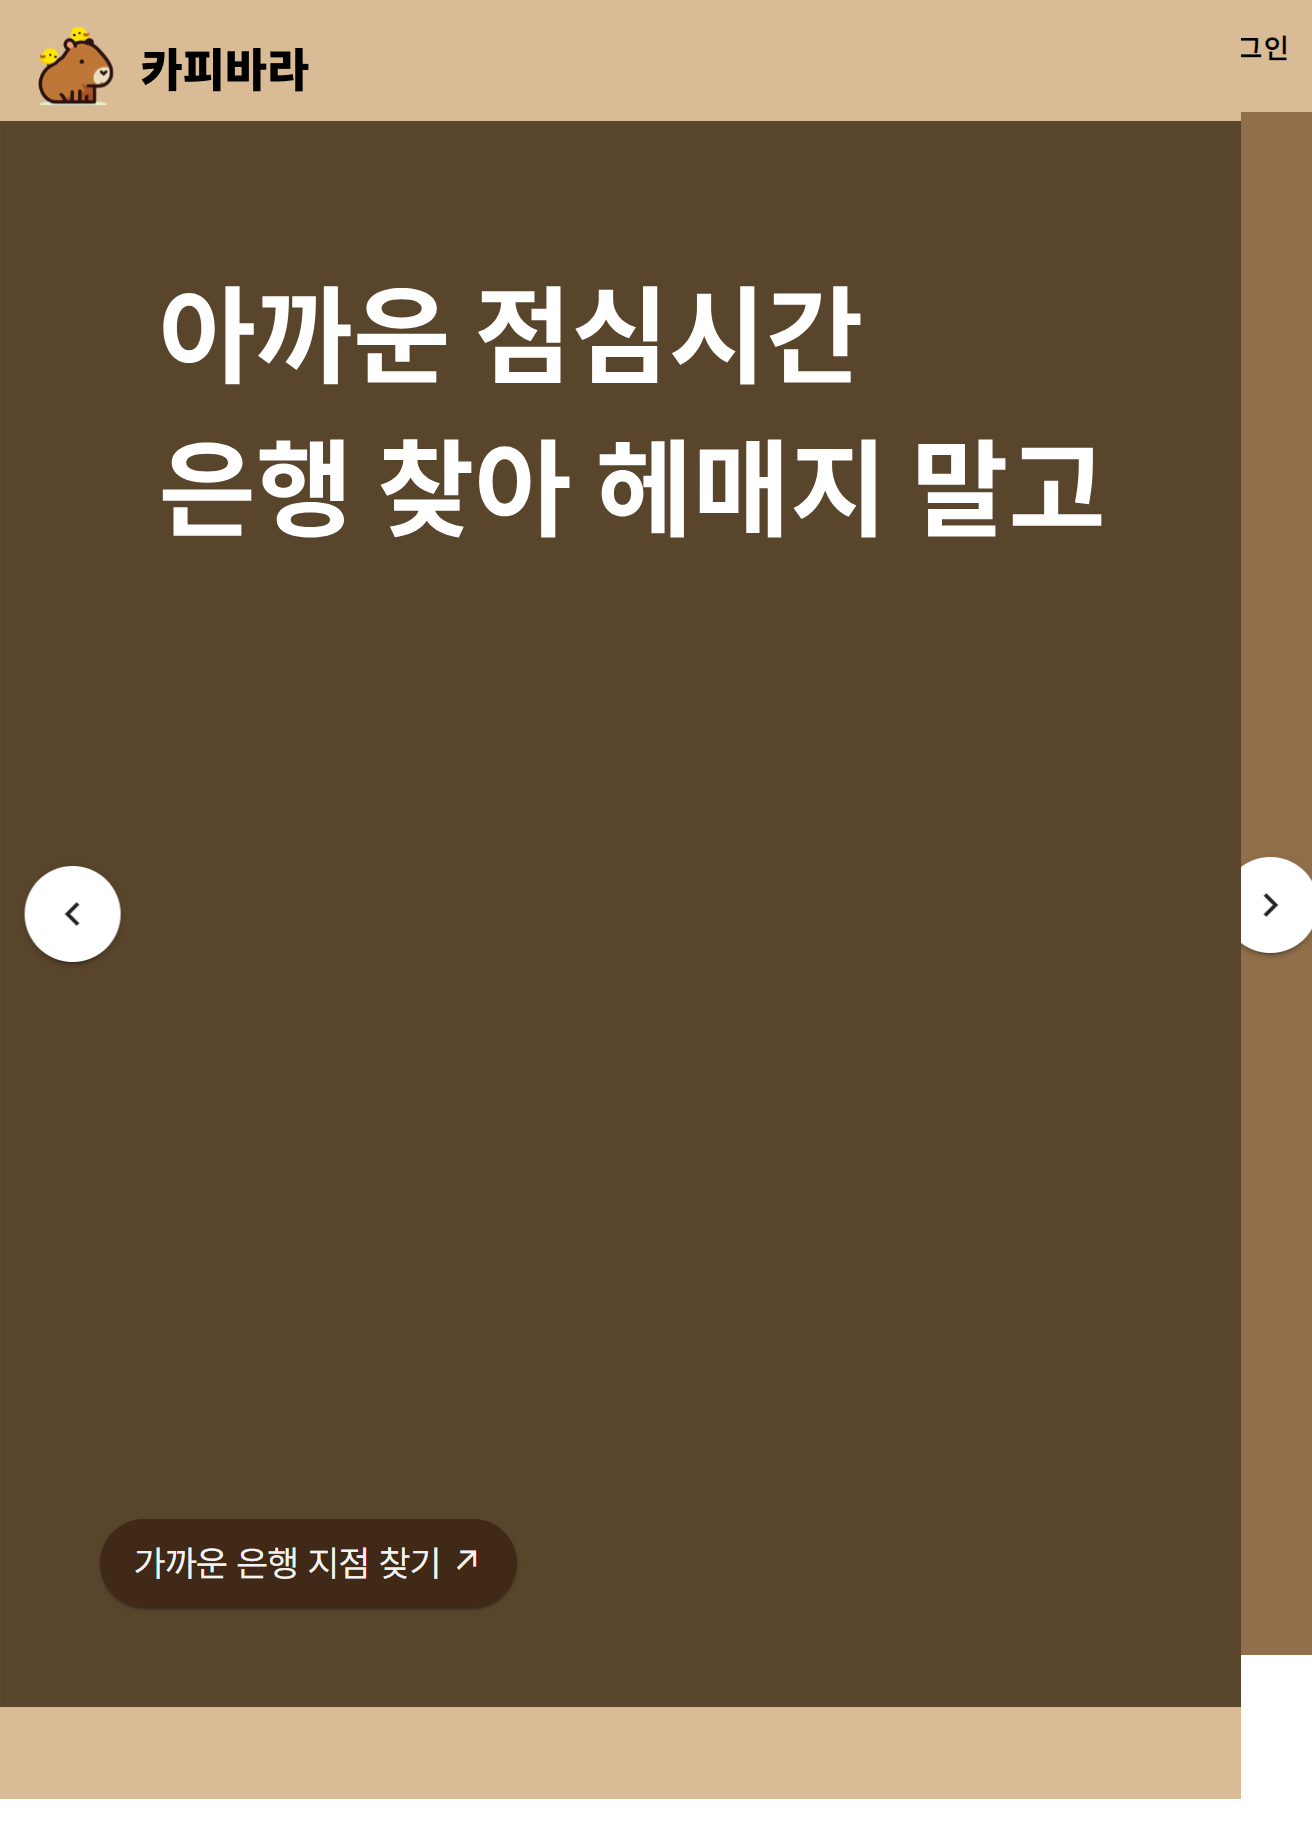 카피바라
그인
아까운 점심시간
은행 찾아 헤매지 말고
가까운 은행 지점 찾기